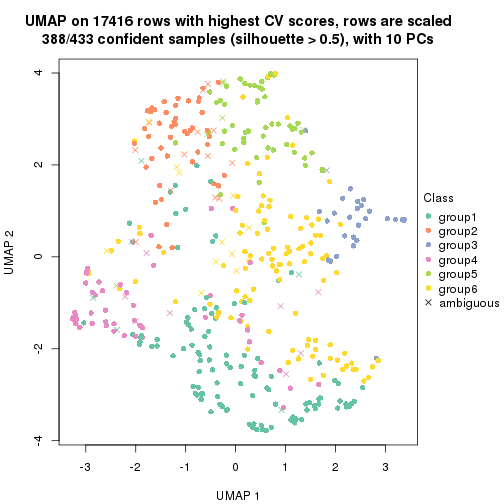 UMAP on 17416 rows with highest CV scores, rows are scaled
388/433 confident samples (silhouette > 0.5), with 10 PCs
4
2
0
-2
-4
UMAP 2
-3
-2
-1
0
1
2
3
UMAP 1
Class
group1
group2
group3
group4
group5
group6
ambiguous